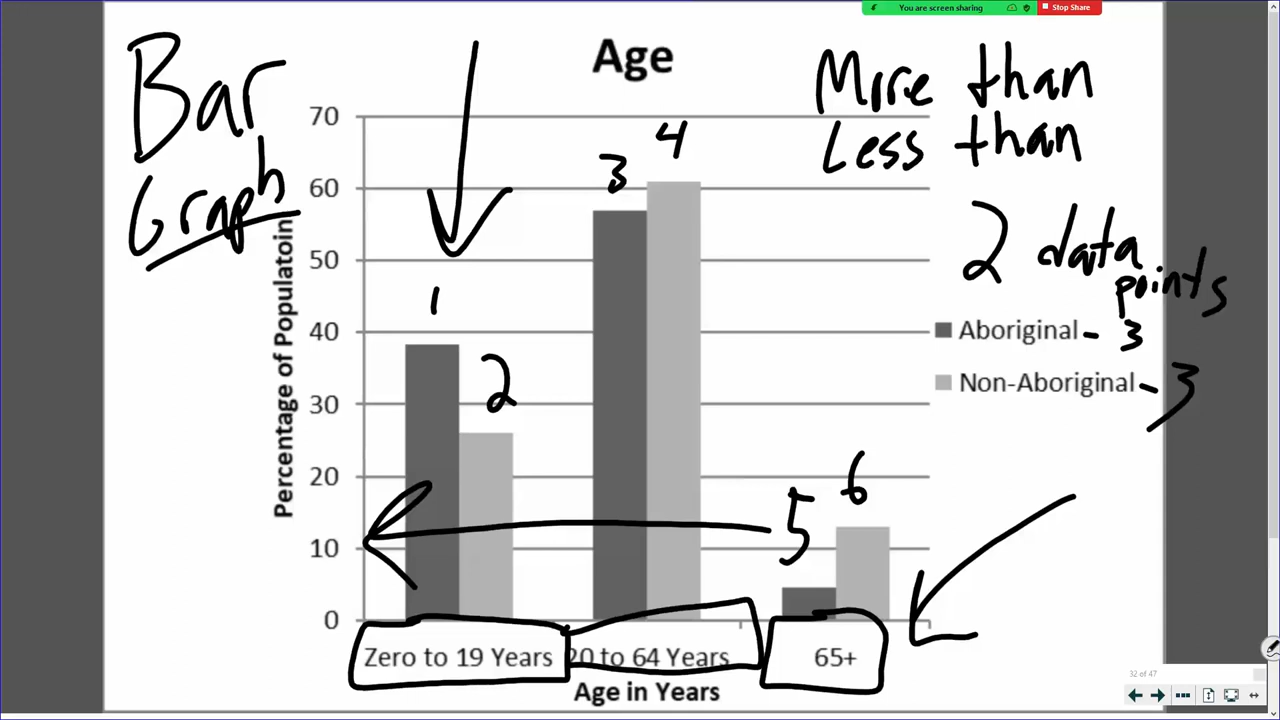 You are screen sharing
Stop Share
Bar
Graph
Age
More than
Less than
2 data
points
Percentage of Populatoin
70
60
50
40
30
20
10
0
1
2
3
4
5
6
Aboriginal - 3
Non-Aboriginal - 3
Zero to 19 Years
20 to 64 Years
65+
Age in Years
32 of 47